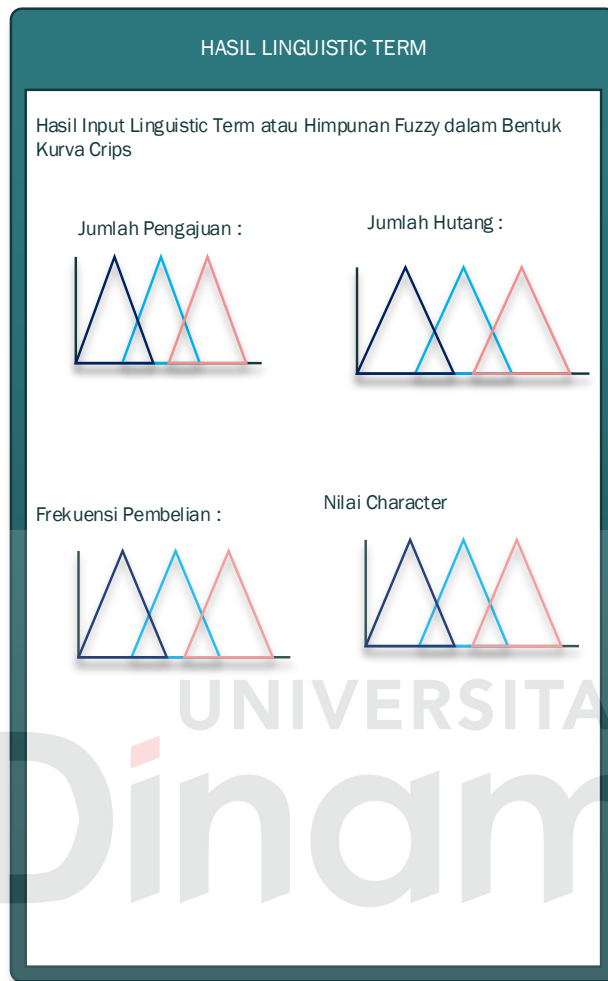 HASIL LINGUISTIC TERM
Hasil Input Linguistic Term atau Himpunan Fuzzy dalam Bentuk
Kurva Crips
Jumlah Pengajuan :
Jumlah Hutang :
Frekuensi Pembelian :
Nilai Character
UNIVERSITA
Dinam